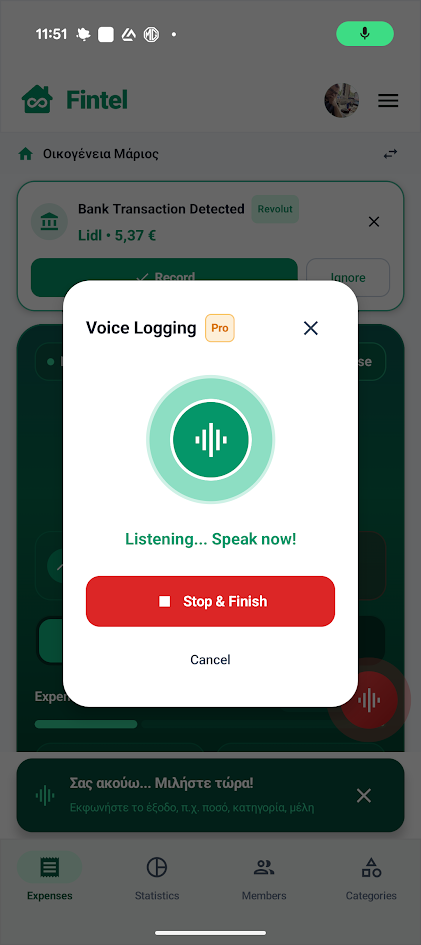 11:51
Fintel
Οικογένεια Μάριος
Bank Transaction Detected Revolut
Lidl • 5,37 €
Record Ignore
Voice Logging Pro
Listening... Speak now!
Stop & Finish
Cancel
Σας ακούω... Μιλήστε τώρα!
Εκφωνήστε το έξοδο, π.χ. ποσό, κατηγορία, μέλη
Expenses Statistics Members Categories